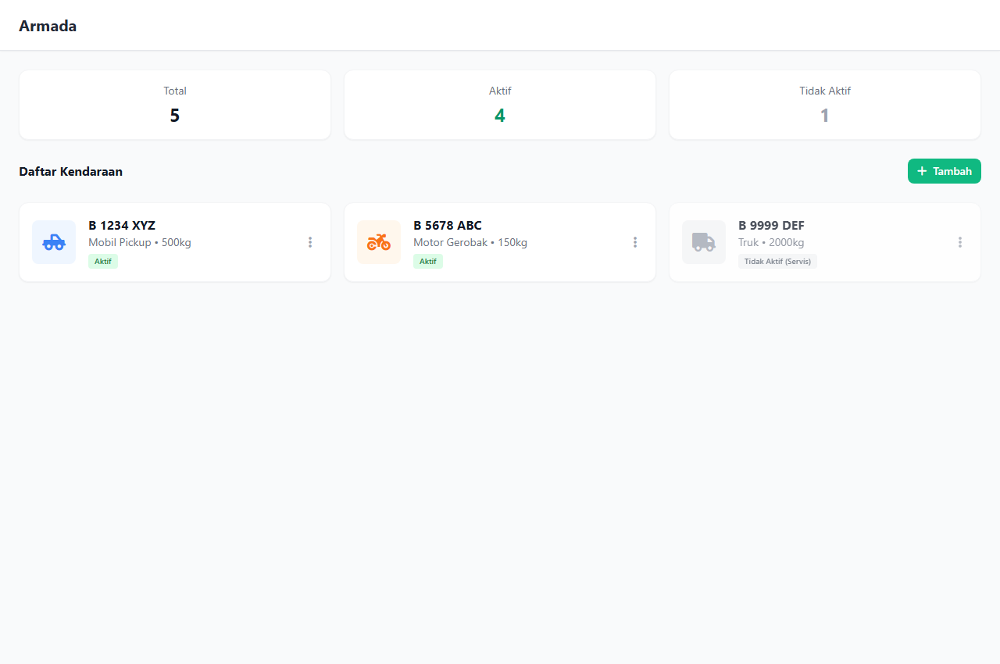 Armada
Total
5
Aktif
4
Tidak Aktif
1
Daftar Kendaraan
Tambah
B 1234 XYZ
Mobil Pickup • 500kg
Aktif
B 5678 ABC
Motor Gerobak • 150kg
Aktif
B 9999 DEF
Truk • 2000kg
Tidak Aktif (Servis)